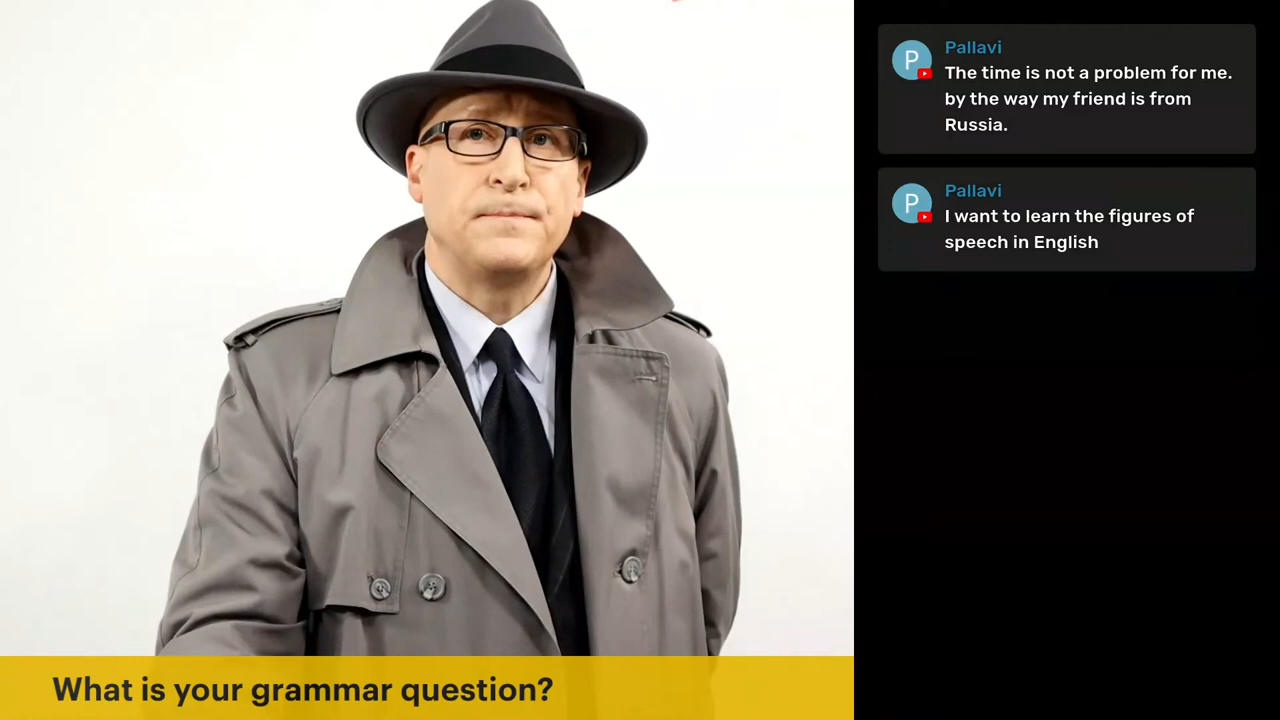 What is your grammar question?
P
Pallavi
The time is not a problem for me.
by the way my friend is from
Russia.
P
Pallavi
I want to learn the figures of
speech in English